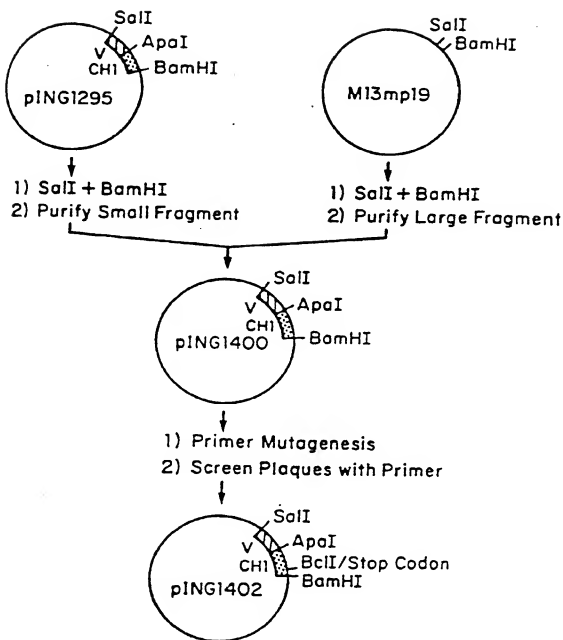 SalI
ApaI
V
CH1
BamHI
pING1295
SalI
BamHI
M13mp19
1) SalI + BamHI
2) Purify Small Fragment
1) SalI + BamHI
2) Purify Large Fragment
SalI
ApaI
V
CH1
BamHI
pING1400
1) Primer Mutagenesis
2) Screen Plaques with Primer
SalI
ApaI
V
CH1
BclI/Stop Codon
BamHI
pING1402